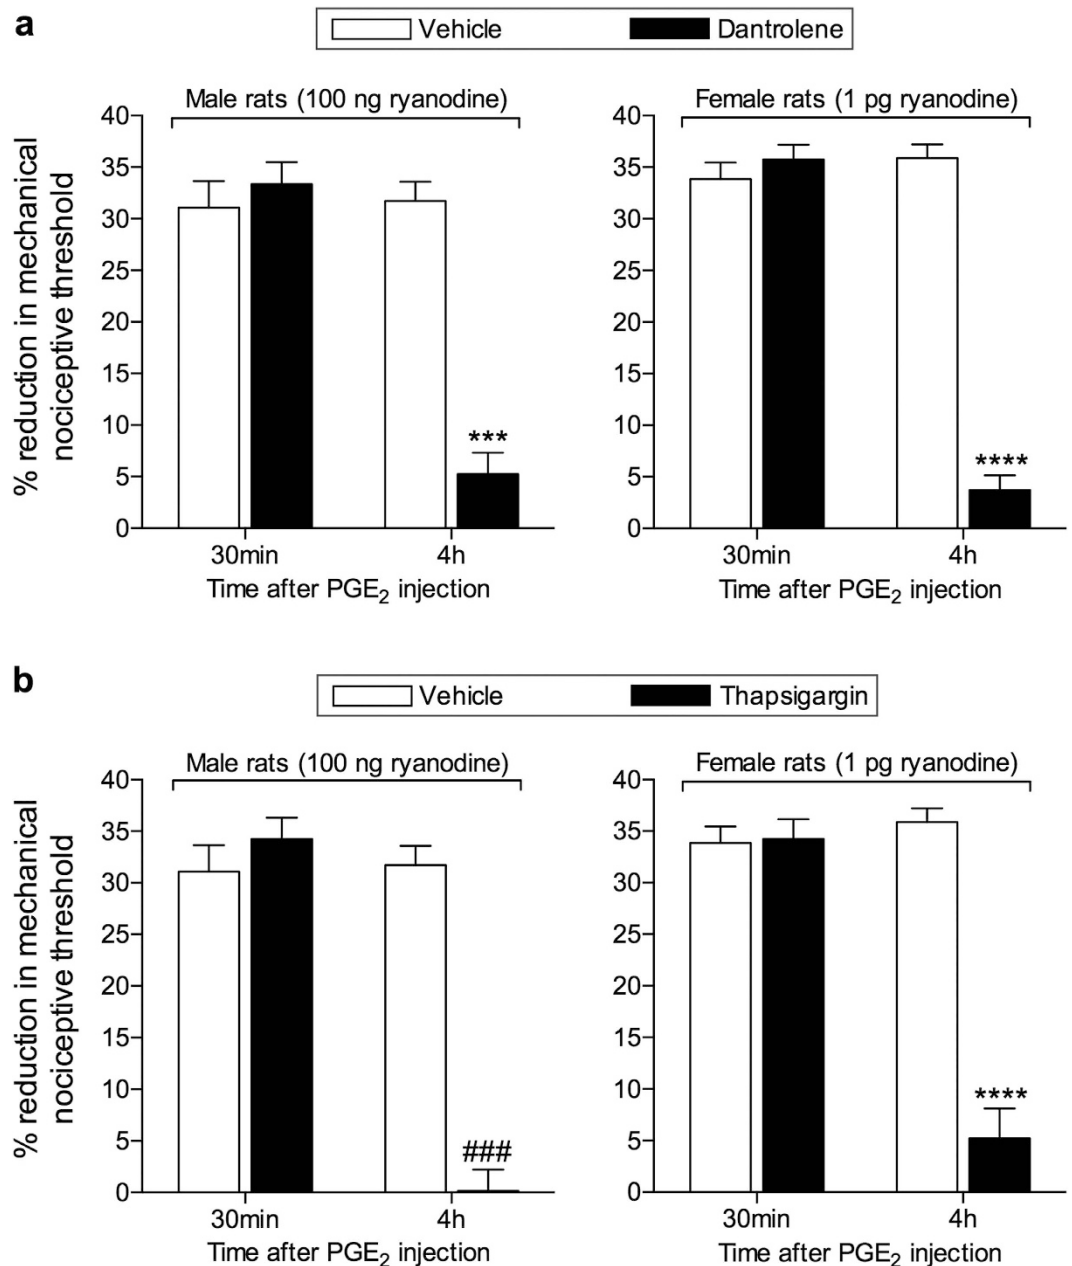 a
Vehicle Dantrolene
Male rats (100 ng ryanodine)
Female rats (1 pg ryanodine)
% reduction in mechanical
nociceptive threshold
40
35
30
25
20
15
10
5
0
***
30min 4h
Time after PGE2 injection
40
35
30
25
20
15
10
5
0
****
30min 4h
Time after PGE2 injection
b
Vehicle Thapsigargin
Male rats (100 ng ryanodine)
Female rats (1 pg ryanodine)
% reduction in mechanical
nociceptive threshold
40
35
30
25
20
15
10
5
0
###
30min 4h
Time after PGE2 injection
40
35
30
25
20
15
10
5
0
****
30min 4h
Time after PGE2 injection